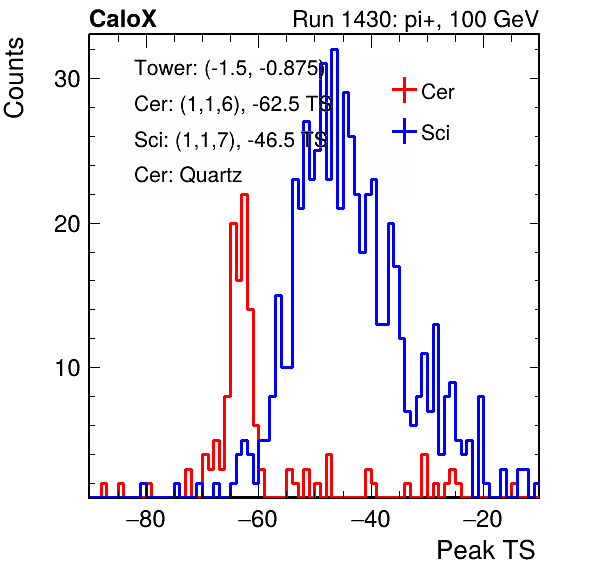 CaloX Run 1430: pi+, 100 GeV
Counts
Tower: (-1.5, -0.875)
Cer: (1,1,6), -62.5 TS
Sci: (1,1,7), -46.5 TS
Cer: Quartz
Cer
Sci
30
20
10
−80 −60 −40 −20
Peak TS